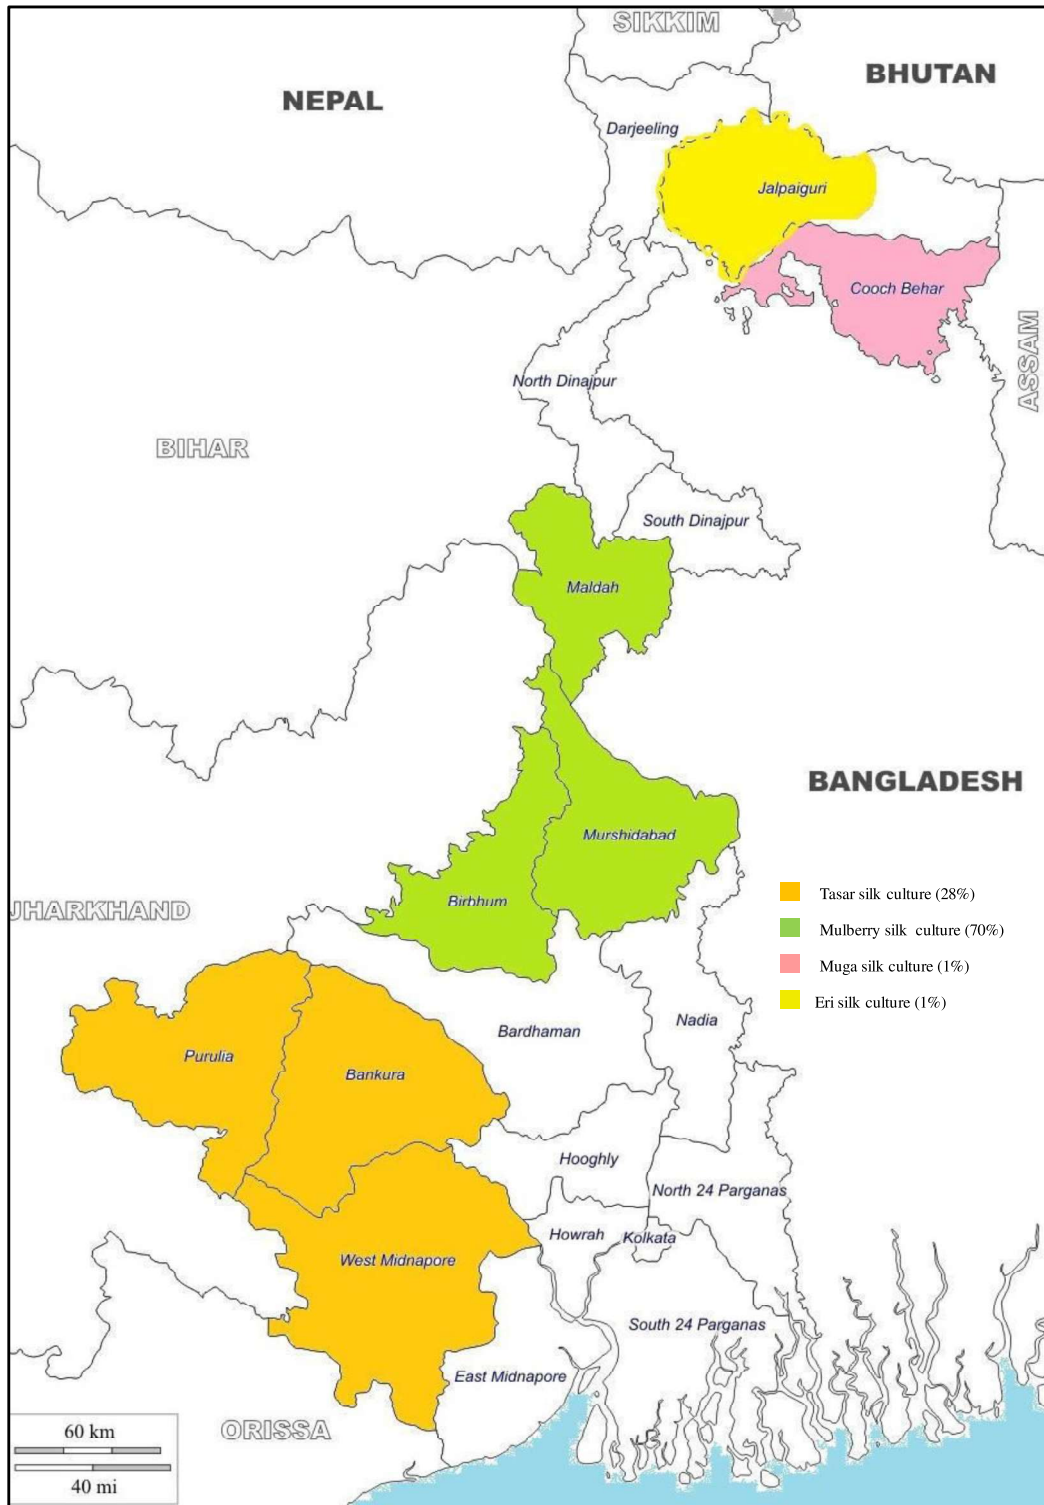 SIKKIM
BHUTAN
NEPAL
Darjeeling
Jalpaiguri
Cooch Behar
ASSAM
North Dinajpur
BIHAR
South Dinajpur
Maldah
BANGLADESH
Murshidabad
Birbhum
JHARKHAND
Tasar silk culture (28%)
Mulberry silk culture (70%)
Muga silk culture (1%)
Eri silk culture (1%)
Nadia
Bardhaman
Purulia
Bankura
Hooghly
North 24 Parganas
Howrah
Kolkata
West Midnapore
South 24 Parganas
East Midnapore
ORISSA
60 km
40 mi